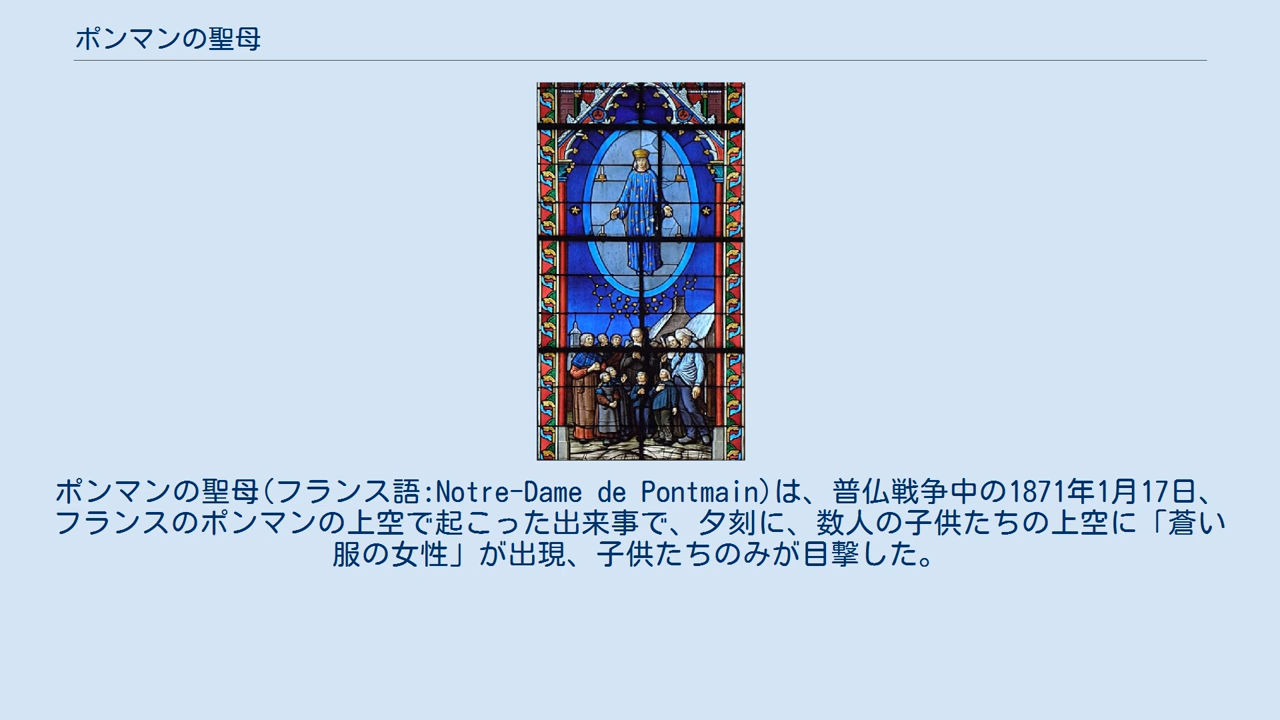 ポンマンの聖母
ポンマンの聖母(フランス語:Notre-Dame de Pontmain)は、普仏戦争中の1871年1月17日、
フランスのポンマンの上空で起こった出来事で、夕刻に、数人の子供たちの上空に「蒼い
服の女性」が出現、子供たちのみが目撃した。